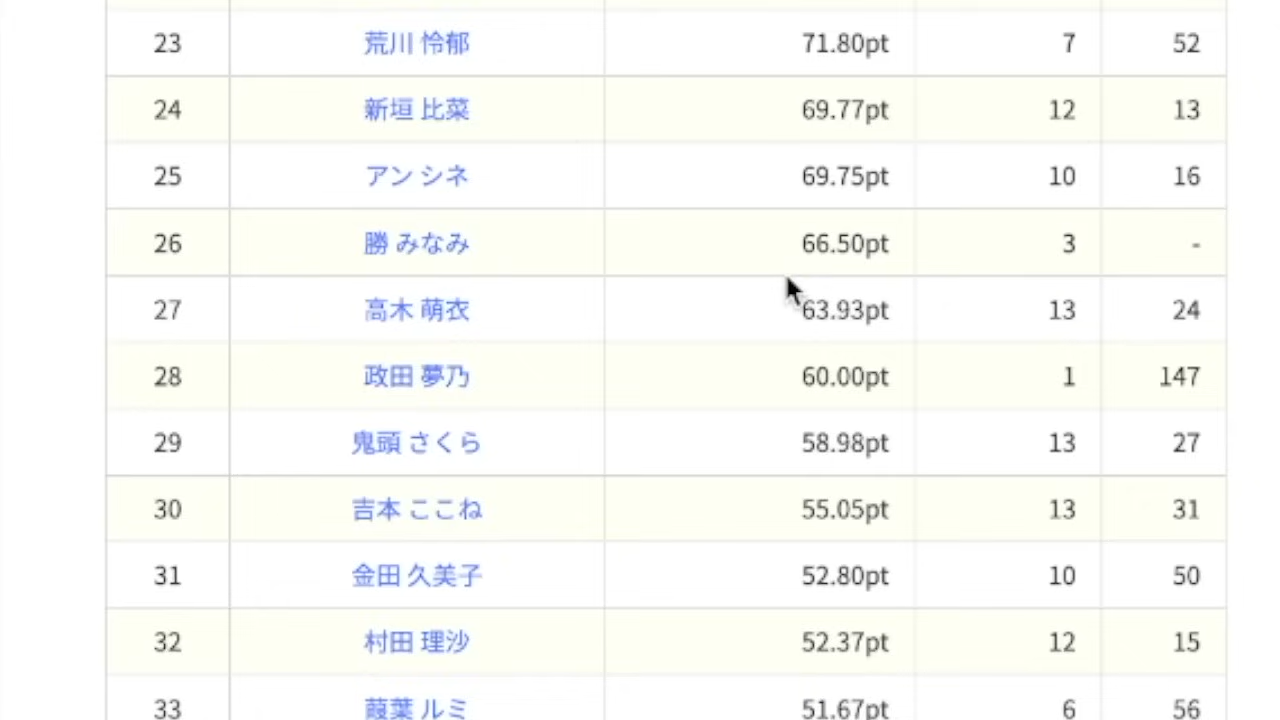 23 荒川 怜郁 71.80pt 7 52
24 新垣 比菜 69.77pt 12 13
25 アン シネ 69.75pt 10 16
26 勝 みなみ 66.50pt 3 -
27 高木 萌衣 63.93pt 13 24
28 政田 夢乃 60.00pt 1 147
29 鬼頭 さくら 58.98pt 13 27
30 吉本 ここね 55.05pt 13 31
31 金田 久美子 52.80pt 10 50
32 村田 理沙 52.37pt 12 15
33 葭葉 ルミ 51.67pt 6 56